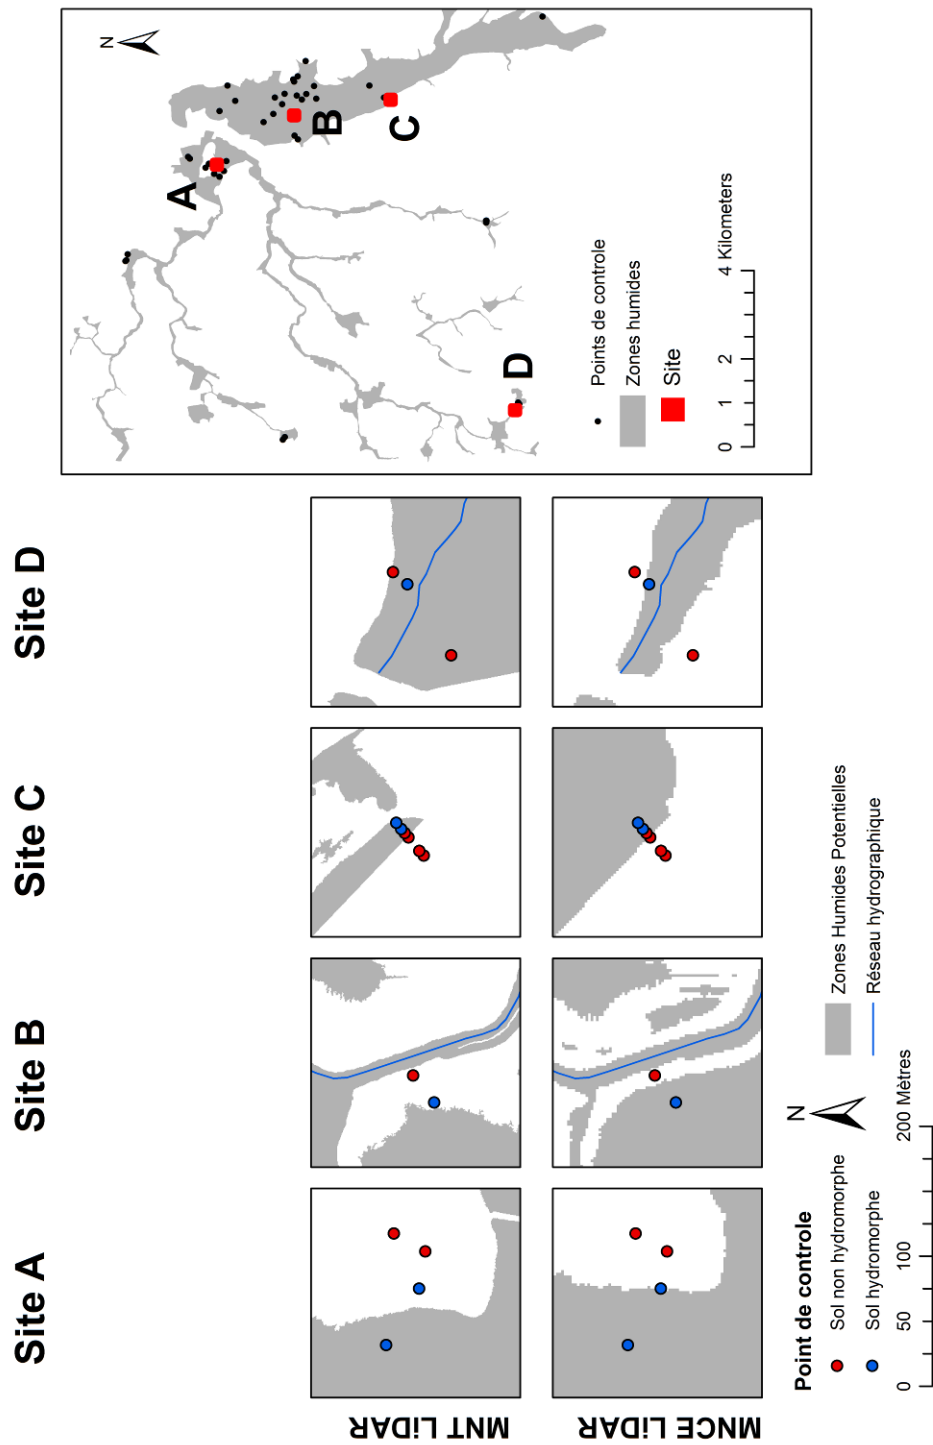 Site A
Site B
Site C
Site D
MNT LiDAR
MNCE LiDAR
Point de controle
Sol non hydromorphe
Sol hydromorphe
0 50 100 200 Mètres
N
Zones Humides Potentielles
Réseau hydrographique
N
A
B
C
D
Points de controle
Zones humides
Site
0 1 2 4 Kilometers